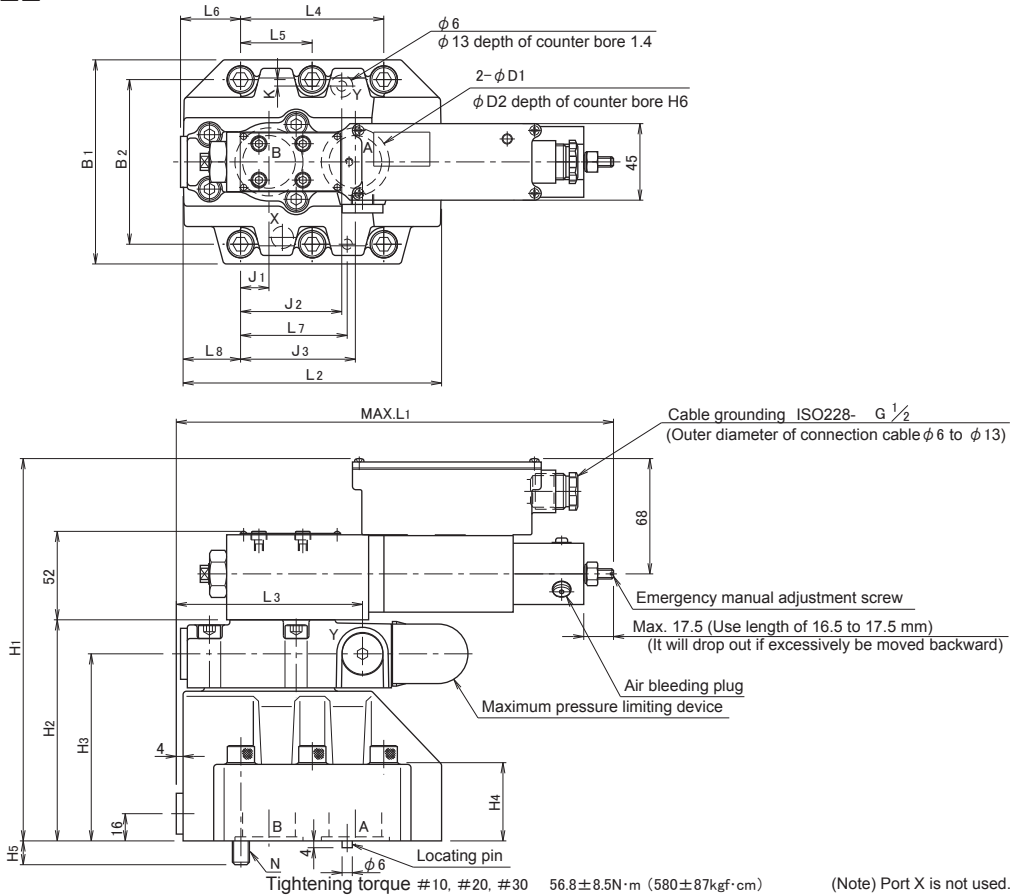 L6
L4
L5
φ6
φ13 depth of counter bore 1.4
2-φD1
φD2 depth of counter bore H6
K
Y
B1
B2
B
A
45
X
J1
J2
L7
L8
J3
L2
MAX.L1
Cable grounding ISO228- G 1/2
(Outer diameter of connection cable φ6 to φ13)
68
52
L3
Emergency manual adjustment screw
Y
Max. 17.5 (Use length of 16.5 to 17.5 mm)
(It will drop out if excessively be moved backward)
H1
H2
H3
Air bleeding plug
Maximum pressure limiting device
4
16
H4
B
A
H5
4
Locating pin
N
φ6
Tightening torque #10, #20, #30 56.8±8.5N·m (580±87kgf·cm)
(Note) Port X is not used.